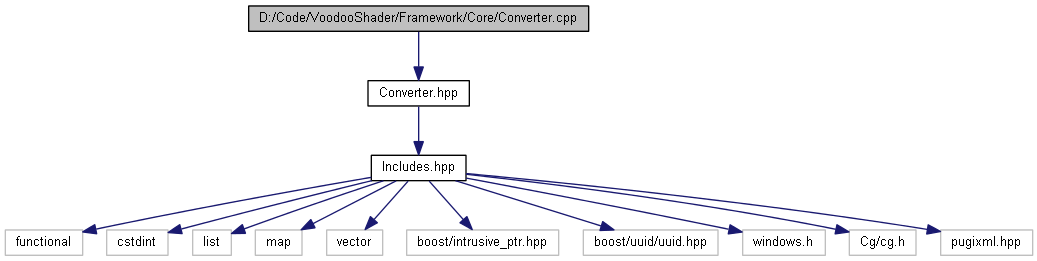 D:/Code/VoodooShader/Framework/Core/Converter.cpp
Converter.hpp
Includes.hpp
functional
cstdint
list
map
vector
boost/intrusive_ptr.hpp
boost/uuid/uuid.hpp
windows.h
Cg/cg.h
pugixml.hpp